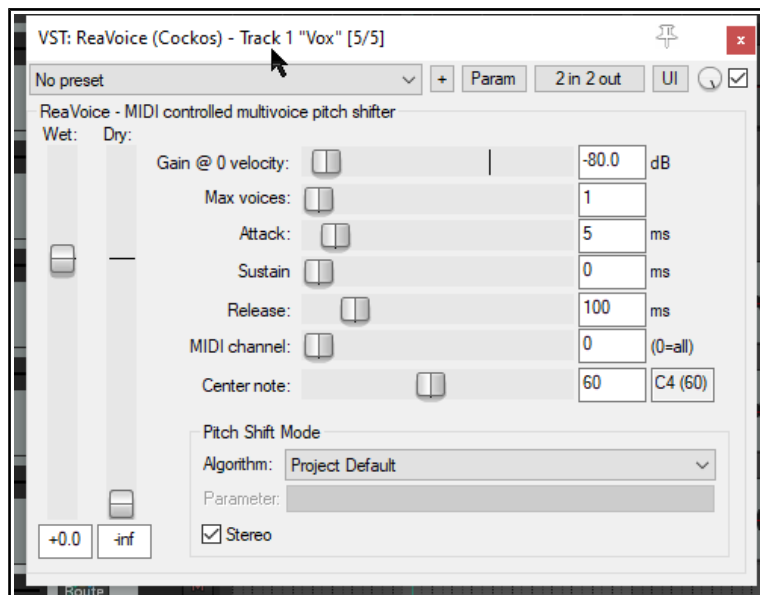 VST: ReaVoice (Cockos) - Track 1 "Vox" [5/5]
x
No preset + Param 2 in 2 out UI
ReaVoice - MIDI controlled multivoice pitch shifter
Wet: Dry:
Gain @ 0 velocity: -80.0 dB
Max voices: 1
Attack: 5 ms
Sustain 0 ms
Release: 100 ms
MIDI channel: 0 (0=all)
Center note: 60 C4 (60)
Pitch Shift Mode
Algorithm: Project Default
Parameter:
+0.0 -inf Stereo
Route